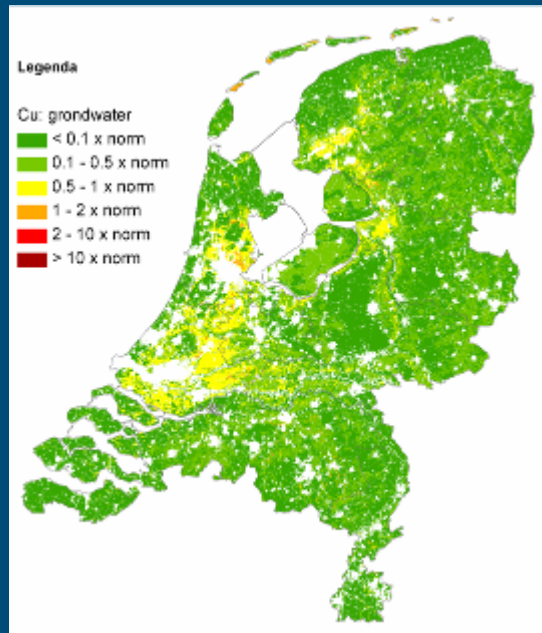 Legenda
Cu: grondwater
< 0.1 x norm
0.1 - 0.5 x norm
0.5 - 1 x norm
1 - 2 x norm
2 - 10 x norm
> 10 x norm